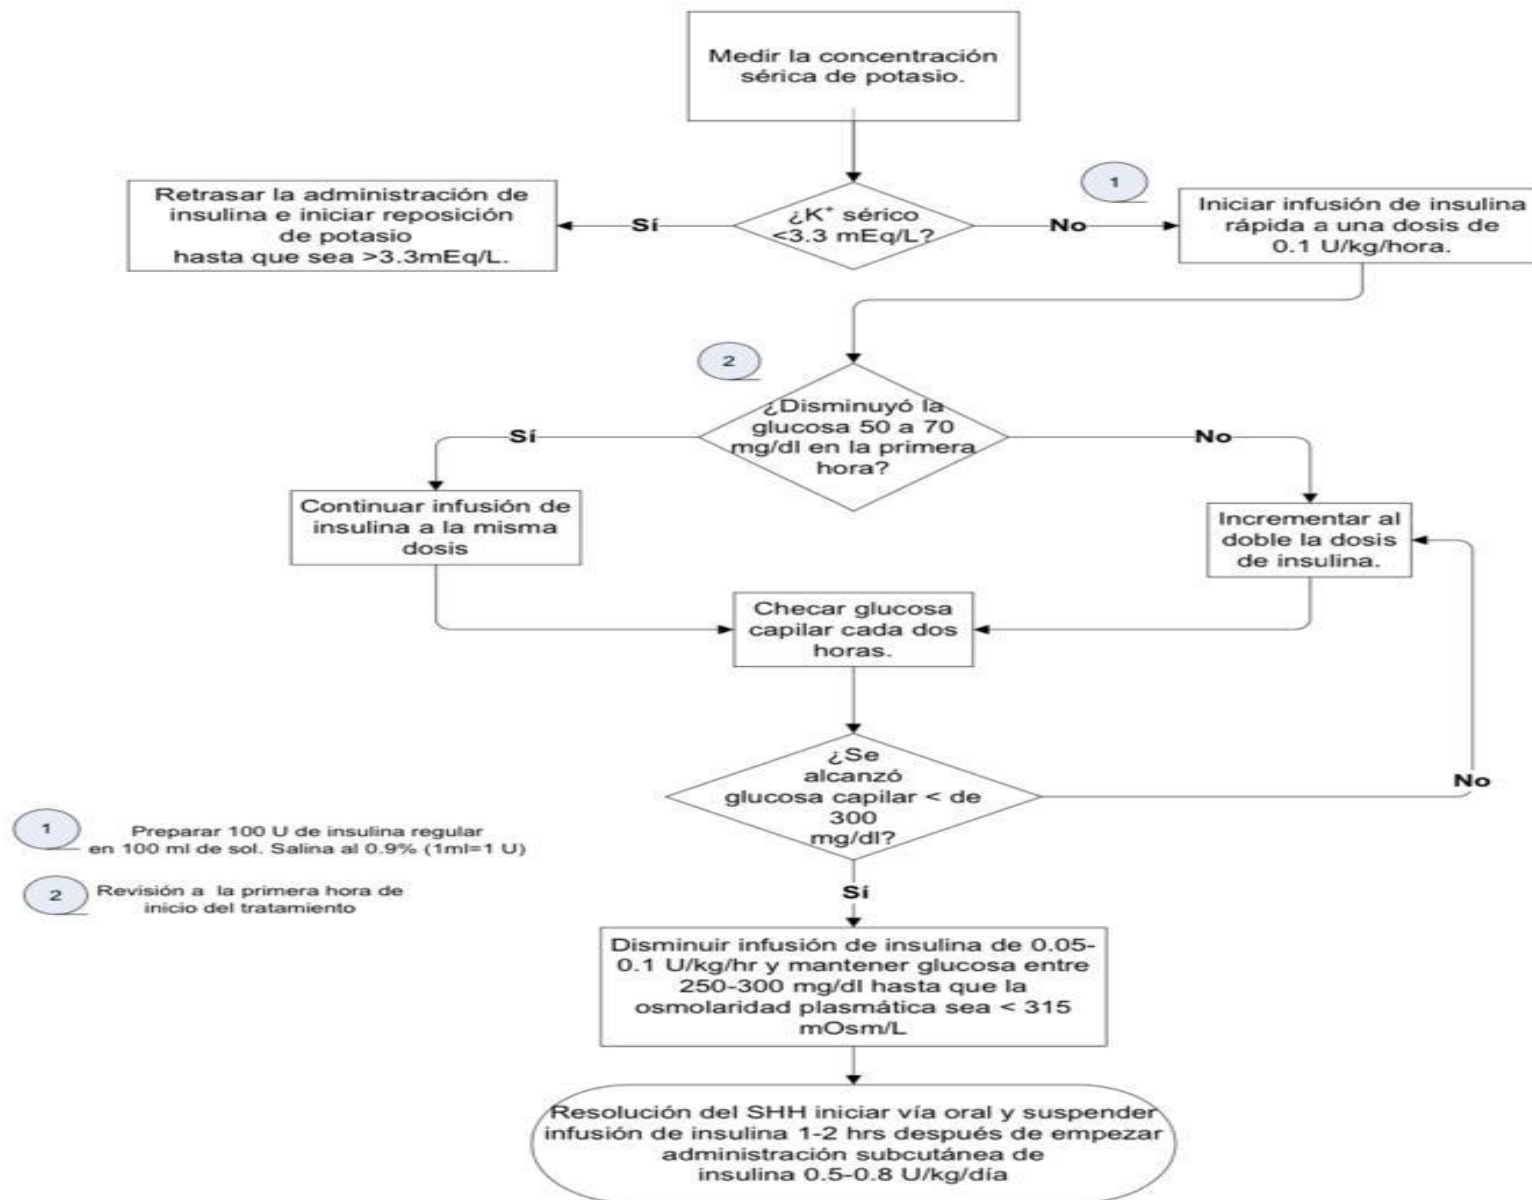 Medir la concentración
sérica de potasio.
1
Retrasar la administración de
insulina e iniciar reposición
de potasio
hasta que sea >3.3mEq/L.
Sí
¿K+ sérico
<3.3 mEq/L?
No
Iniciar infusión de insulina
rápida a una dosis de
0.1 U/kg/hora.
2
¿Disminuyó la
glucosa 50 a 70
mg/dl en la primera
hora?
Sí
No
Continuar infusión de
insulina a la misma
dosis
Incrementar al
doble la dosis
de insulina.
Checar glucosa
capilar cada dos
horas.
¿Se
alcanzó
glucosa capilar < de
300
mg/dl?
No
Sí
1
Preparar 100 U de insulina regular
en 100 ml de sol. Salina al 0.9% (1ml=1 U)
2
Revisión a la primera hora de
inicio del tratamiento
Disminuir infusión de insulina de 0.05-
0.1 U/kg/hr y mantener glucosa entre
250-300 mg/dl hasta que la
osmolaridad plasmática sea < 315
mOsm/L
Resolución del SHH iniciar vía oral y suspender
infusión de insulina 1-2 hrs después de empezar
administración subcutánea de
insulina 0.5-0.8 U/kg/día